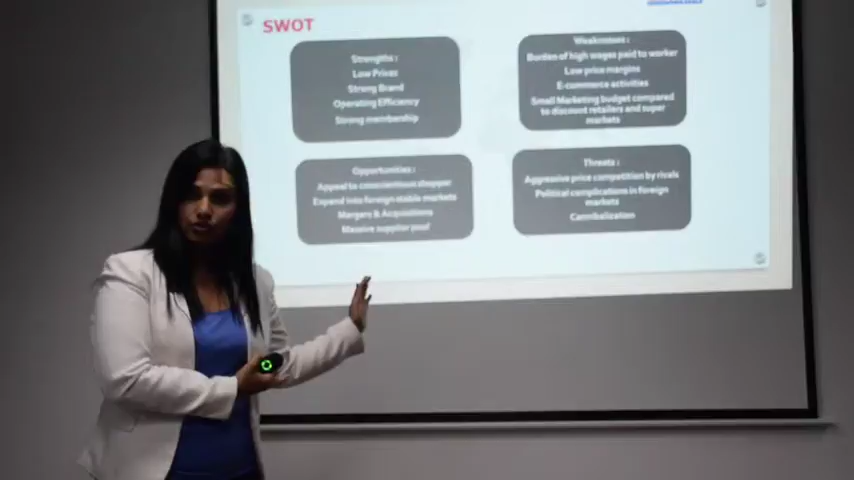 SWOT
Strengths :
Low Prices
Strong Brand
Operating Efficiency
Strong membership
Weaknesses :
Borden of high wages paid to worker
Low price margins
E-commerce activities
Small Marketing budget compared
to discount retailers and super
markets
Opportunities :
Appeal to conscientious shopper
Expend into foreign stable markets
Margery & Acquisitions
Massive supplier pool
Threats :
Aggressive price competition by rivals
Political complications in foreign
markets
Cannibalization